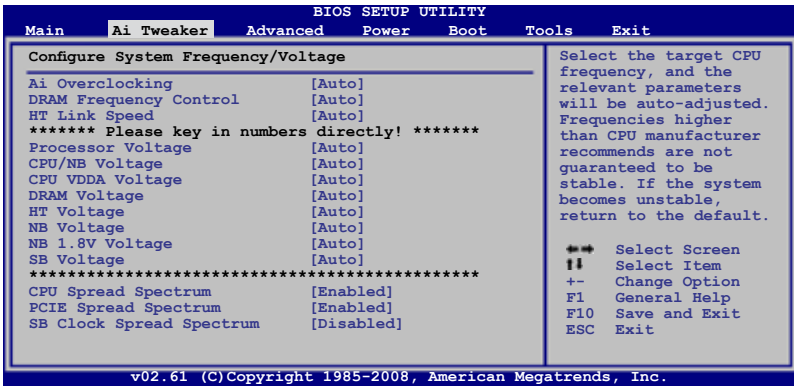 BIOS SETUP UTILITY
Main Ai Tweaker Advanced Power Boot Tools Exit
Configure System Frequency/Voltage
Ai Overclocking [Auto]
DRAM Frequency Control [Auto]
HT Link Speed [Auto]
******* Please key in numbers directly! *******
Processor Voltage [Auto]
CPU/NB Voltage [Auto]
CPU VDDA Voltage [Auto]
DRAM Voltage [Auto]
HT Voltage [Auto]
NB Voltage [Auto]
NB 1.8V Voltage [Auto]
SB Voltage [Auto]
************************************************
CPU Spread Spectrum [Enabled]
PCIE Spread Spectrum [Enabled]
SB Clock Spread Spectrum [Disabled]
Select the target CPU
frequency, and the
relevant parameters
will be auto-adjusted.
Frequencies higher
than CPU manufacturer
recommends are not
guaranteed to be
stable. If the system
becomes unstable,
return to the default.
←→ Select Screen
↑↓ Select Item
+- Change Option
F1 General Help
F10 Save and Exit
ESC Exit
v02.61 (C)Copyright 1985-2008, American Megatrends, Inc.